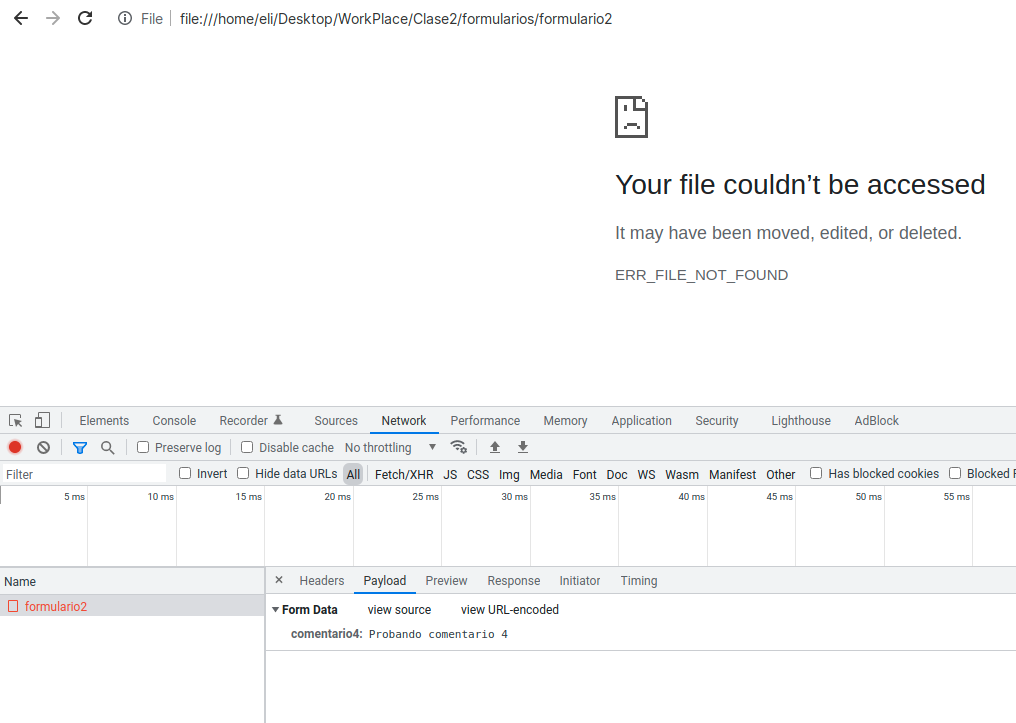 File file:///home/eli/Desktop/WorkPlace/Clase2/formularios/formulario2
Your file couldn’t be accessed
It may have been moved, edited, or deleted.
ERR_FILE_NOT_FOUND
Elements Console Recorder Sources Network Performance Memory Application Security Lighthouse AdBlock
Preserve log Disable cache No throttling
Filter Invert Hide data URLs All Fetch/XHR JS CSS Img Media Font Doc WS Wasm Manifest Other Has blocked cookies Blocked R
5 ms 10 ms 15 ms 20 ms 25 ms 30 ms 35 ms 40 ms 45 ms 50 ms 55 ms
Name × Headers Payload Preview Response Initiator Timing
formulario2
Form Data view source view URL-encoded
comentario4: Probando comentario 4